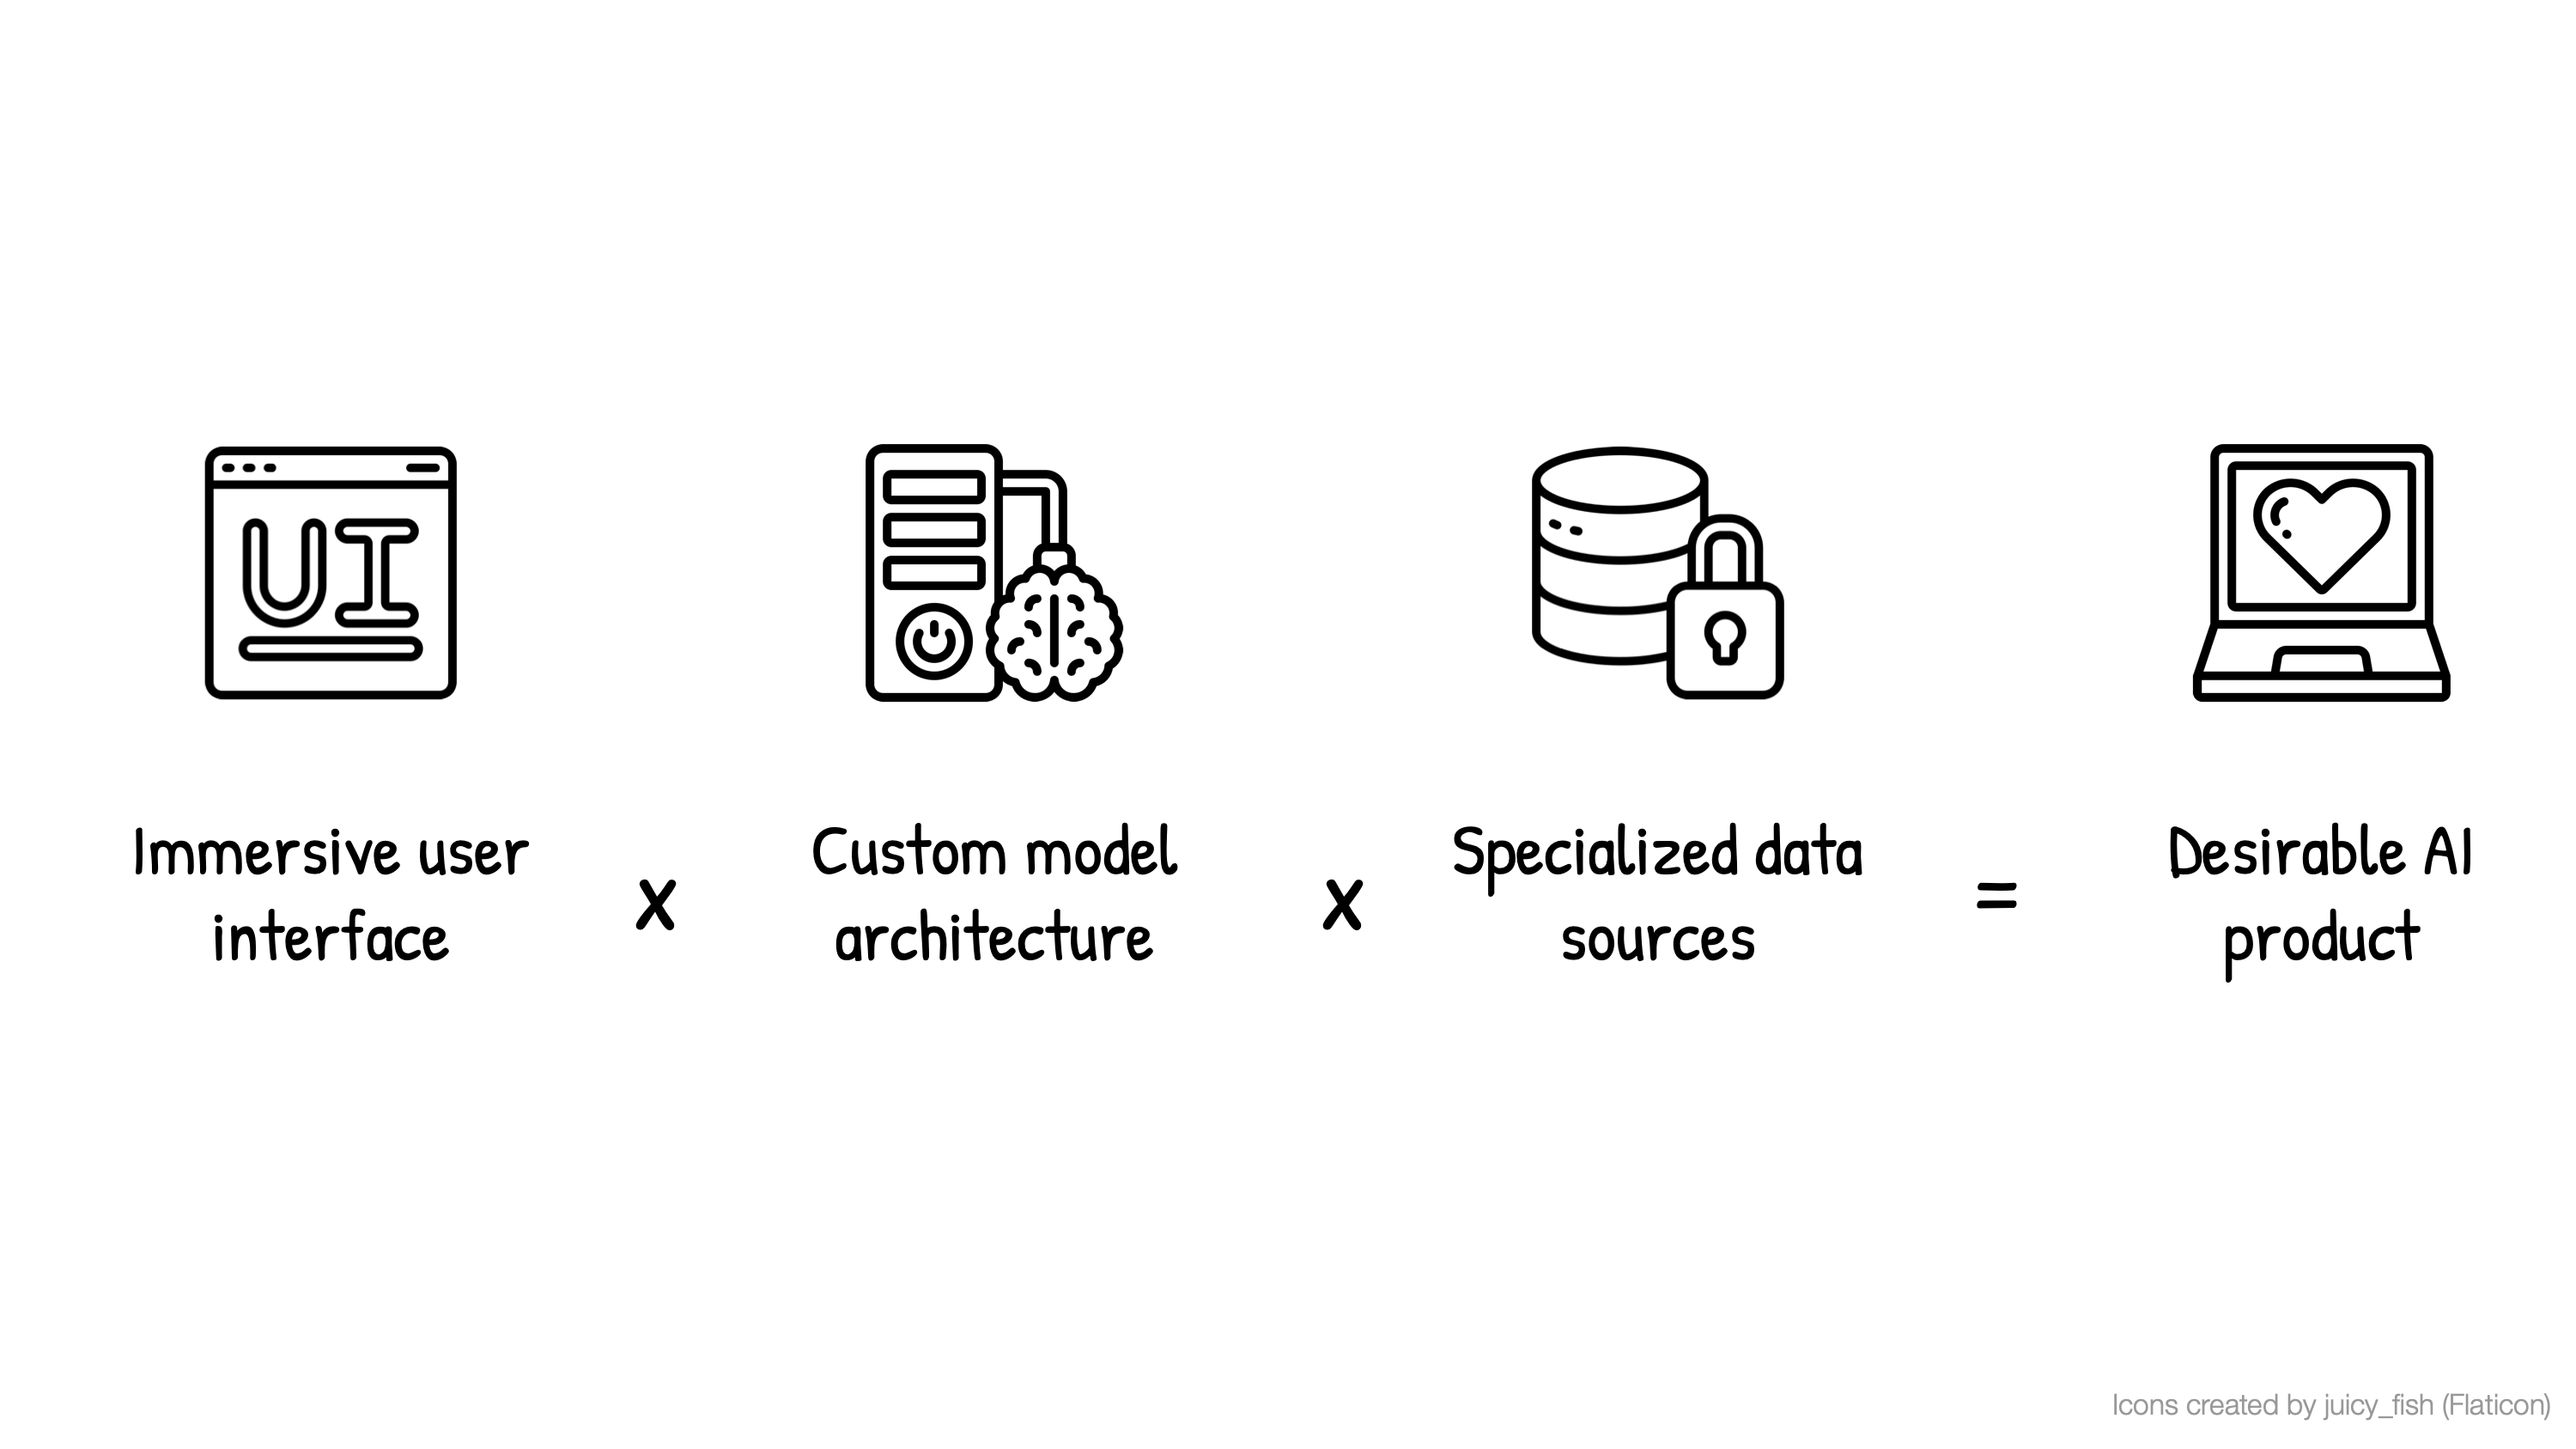 UI
Immersive user
interface
x
Custom model
architecture
x
Specialized data
sources
=
Desirable AI
product
Icons created by juicy_fish (Flaticon)